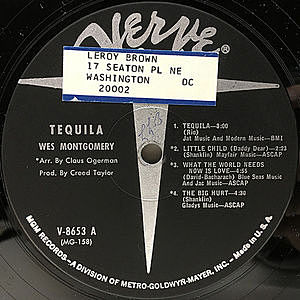 Verve
LEROY BROWN
17 SEATON PL NE
WASHINGTON DC
20002
TEQUILA
WES MONTGOMERY
*Arr. By Claus Ogerman
Prod. By Creed Taylor
V-8653 A
(MG-158)
1. TEQUILA—3:00
(Rio)
Jat Music And Modern Music—BMI
2. LITTLE CHILD (Daddy Dear)—2:23
(Shanklin) Mayfair Music—ASCAP
3. WHAT THE WORLD NEEDS
NOW IS LOVE—4:55
(David-Bacharach) Blue Seas Music
And Jac Music—ASCAP
4. THE BIG HURT—4:30
(Shanklin)
Gladys Music—ASCAP
MGM RECORDS—A DIVISION OF METRO-GOLDWYN-MAYER, INC.—Made in U.S.A.